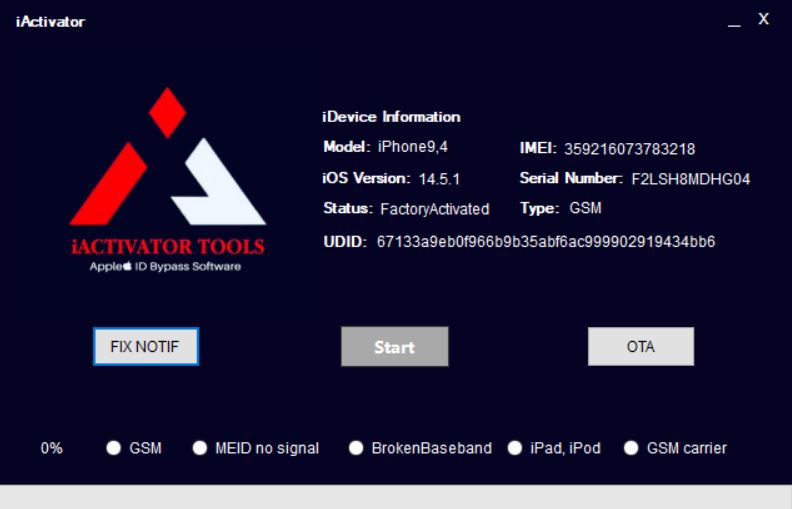 iActivator
_ X
iDevice Information
Model: iPhone9,4 IMEI: 359216073783218
iOS Version: 14.5.1 Serial Number: F2LSH8MDHG04
Status: FactoryActivated Type: GSM
UDID: 67133a9eb0f966b9b35abf6ac999902919434bb6
iACTIVATOR TOOLS
Apple ID Bypass Software
FIX NOTIF Start OTA
0% GSM MEID no signal BrokenBaseband iPad, iPod GSM carrier